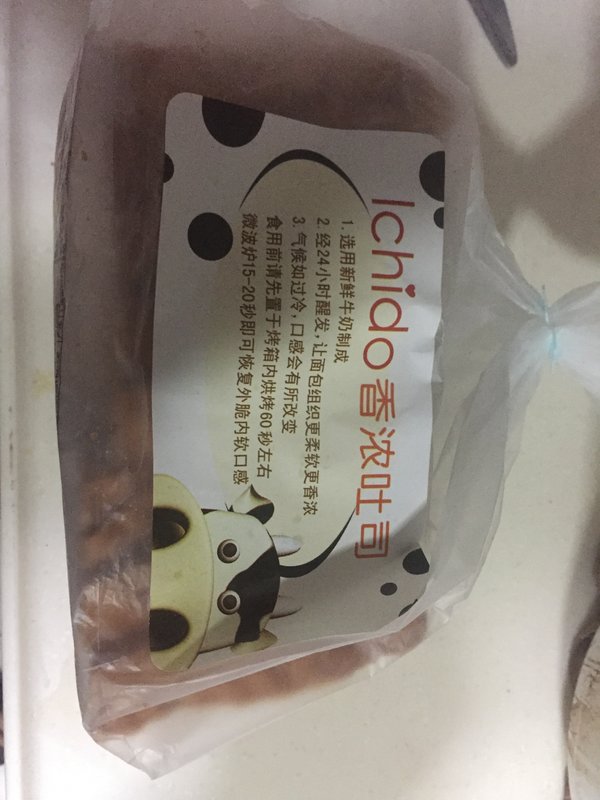 Ichido香浓吐司
1. 选用新鲜牛奶制成
2. 经24小时醒发,让面包组织更柔软更香浓
3. 气候如过冷,口感会有所改变
食用前请先置于烤箱内烘烤60秒左右
微波炉15-20秒即可恢复外脆内软口感